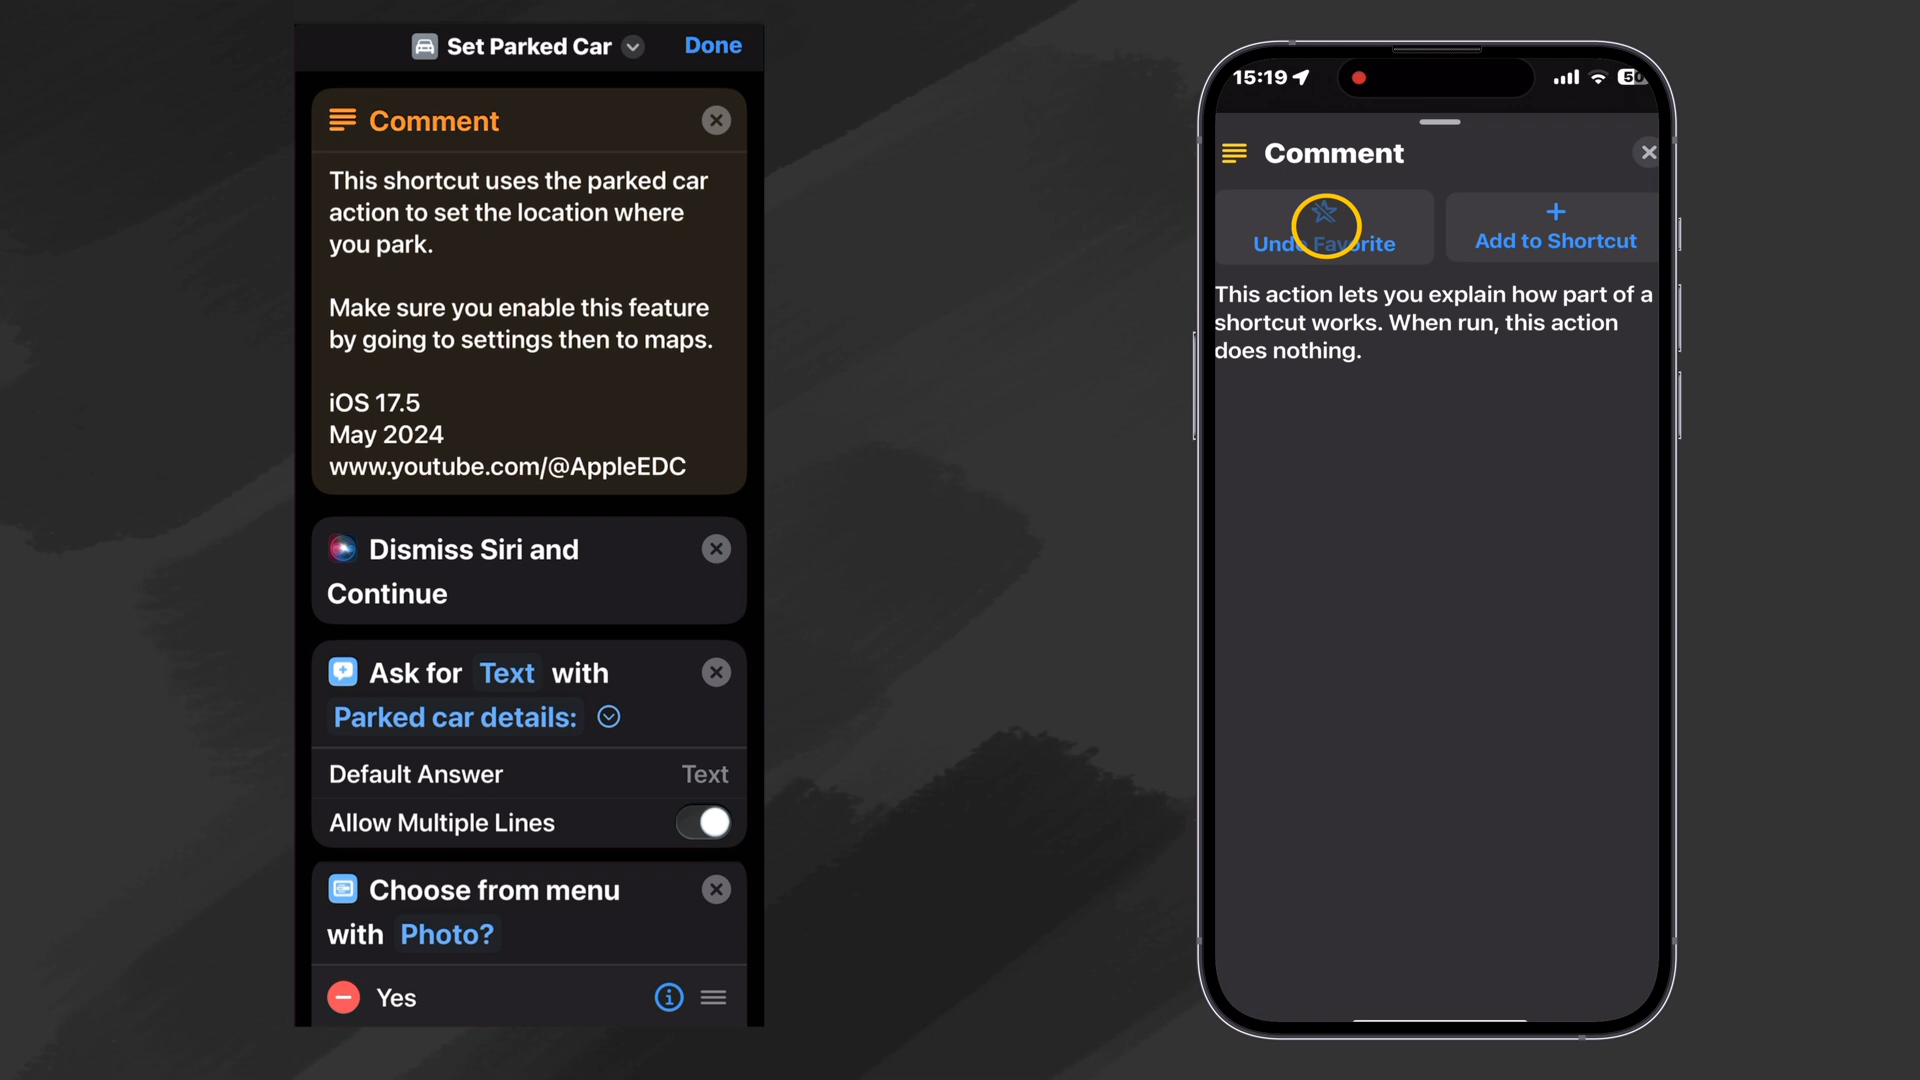 Set Parked Car
Done
Comment
This shortcut uses the parked car
action to set the location where
you park.
Make sure you enable this feature
by going to settings then to maps.
iOS 17.5
May 2024
www.youtube.com/@AppleEDC
Dismiss Siri and
Continue
Ask for Text with
Parked car details:
Default Answer Text
Allow Multiple Lines
Choose from menu
with Photo?
Yes
15:19
50
Comment
Undo Favorite
Add to Shortcut
This action lets you explain how part of a
shortcut works. When run, this action
does nothing.